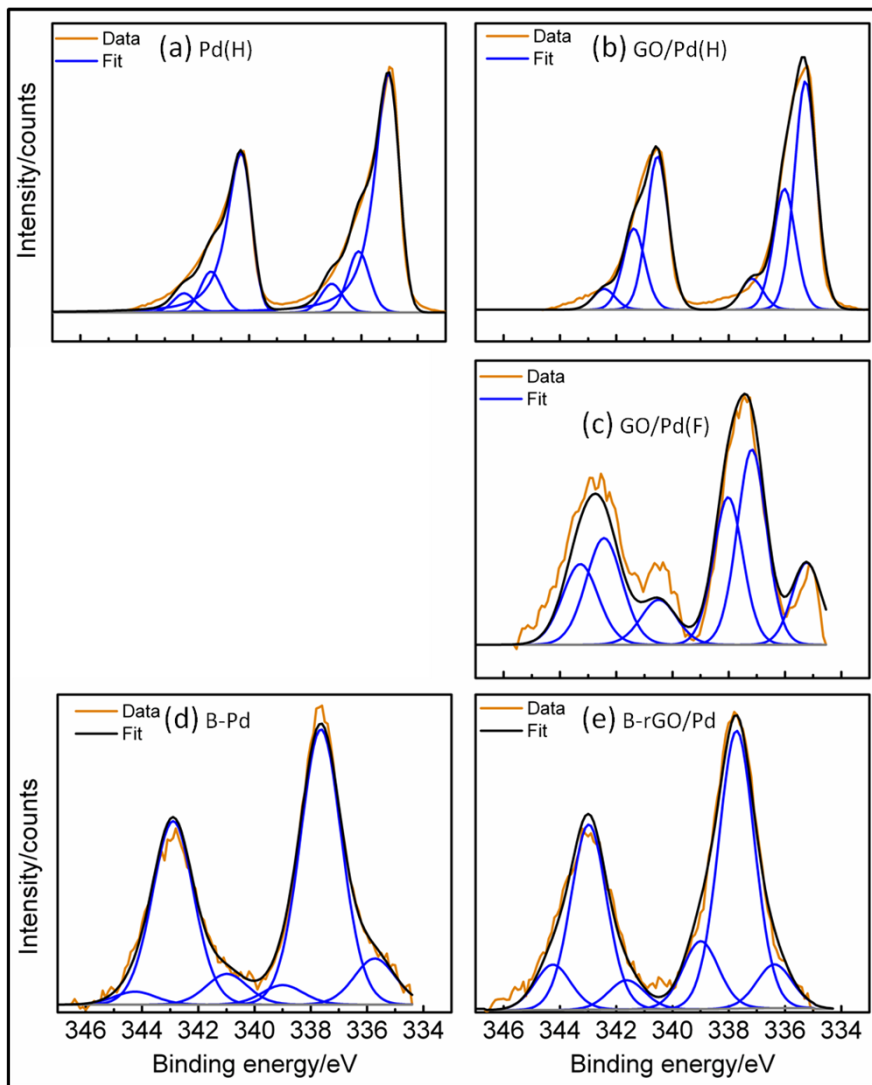 Data
Fit
(a) Pd(H)
Data
Fit
(b) GO/Pd(H)
Intensity/counts
Data
Fit
(c) GO/Pd(F)
Data
Fit
(d) B-Pd
Data
Fit
(e) B-rGO/Pd
Intensity/counts
346 344 342 340 338 336 334
346 344 342 340 338 336 334
Binding energy/eV
Binding energy/eV